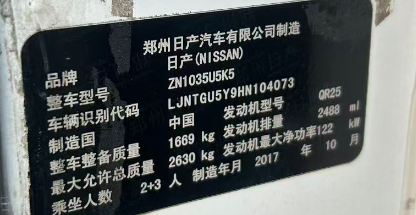 郑州日产汽车有限公司制造
品牌 日产(NISSAN)
整车型号 ZN1035U5K5
车辆识别代码 LJNTGU5Y9HN104073
制造国 中国 发动机型号 QR25
整车整备质量 1669 kg 发动机排量 2488 ml
最大允许总质量 2630 kg 发动机最大净功率122 kW
乘坐人数 2+3 人 制造年月 2017 年 10 月